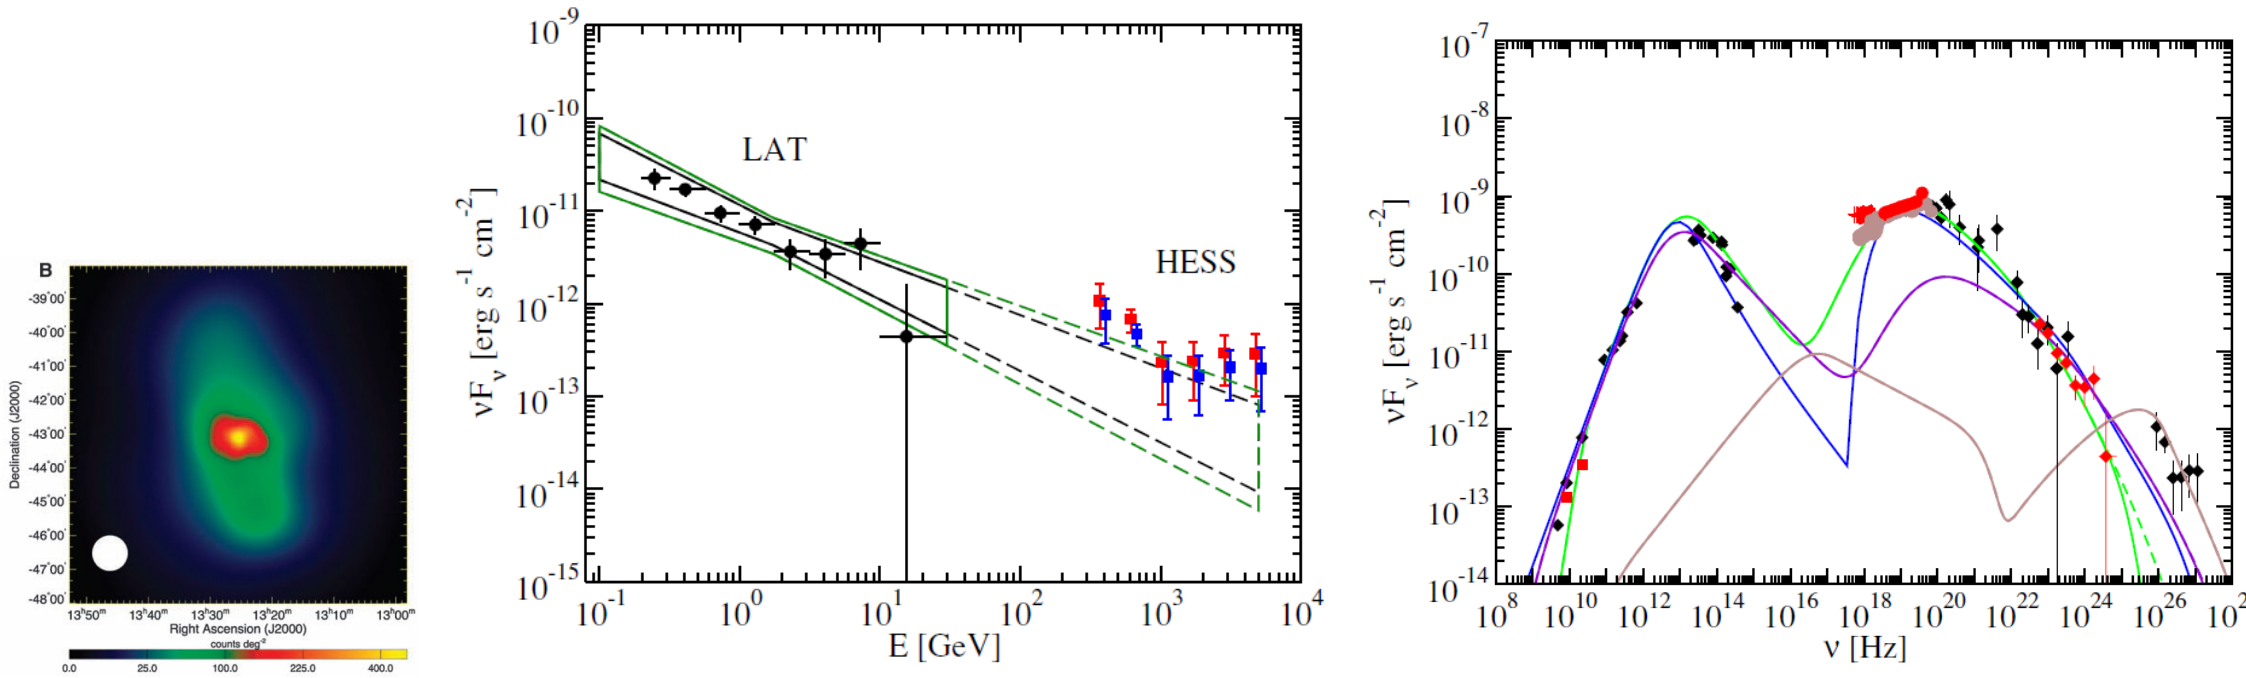 B
-39°00'
-40°00'
-41°00'
-42°00'
-43°00'
-44°00'
-45°00'
-46°00'
-47°00'
-48°00'
Declination (J2000)
13ʰ50ᵐ 13ʰ40ᵐ 13ʰ30ᵐ 13ʰ20ᵐ 13ʰ10ᵐ 13ʰ00ᵐ
Right Ascension (J2000)
counts deg⁻²
0.0 25.0 100.0 225.0 400.0
10⁻⁹
10⁻¹⁰
10⁻¹¹
10⁻¹²
10⁻¹³
10⁻¹⁴
10⁻¹⁵
νFᵥ [erg s⁻¹ cm⁻²]
LAT
HESS
10⁻¹ 10⁰ 10¹ 10² 10³ 10⁴
E [GeV]
10⁻⁷
10⁻⁸
10⁻⁹
10⁻¹⁰
10⁻¹¹
10⁻¹²
10⁻¹³
10⁻¹⁴
νFᵥ [erg s⁻¹ cm⁻²]
10⁸ 10¹⁰ 10¹² 10¹⁴ 10¹⁶ 10¹⁸ 10²⁰ 10²² 10²⁴ 10²⁶
ν [Hz]